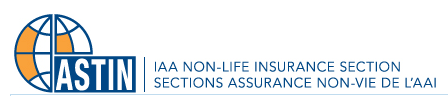 ASTIN
IAA NON-LIFE INSURANCE SECTION
SECTIONS ASSURANCE NON-VIE DE L'AAI